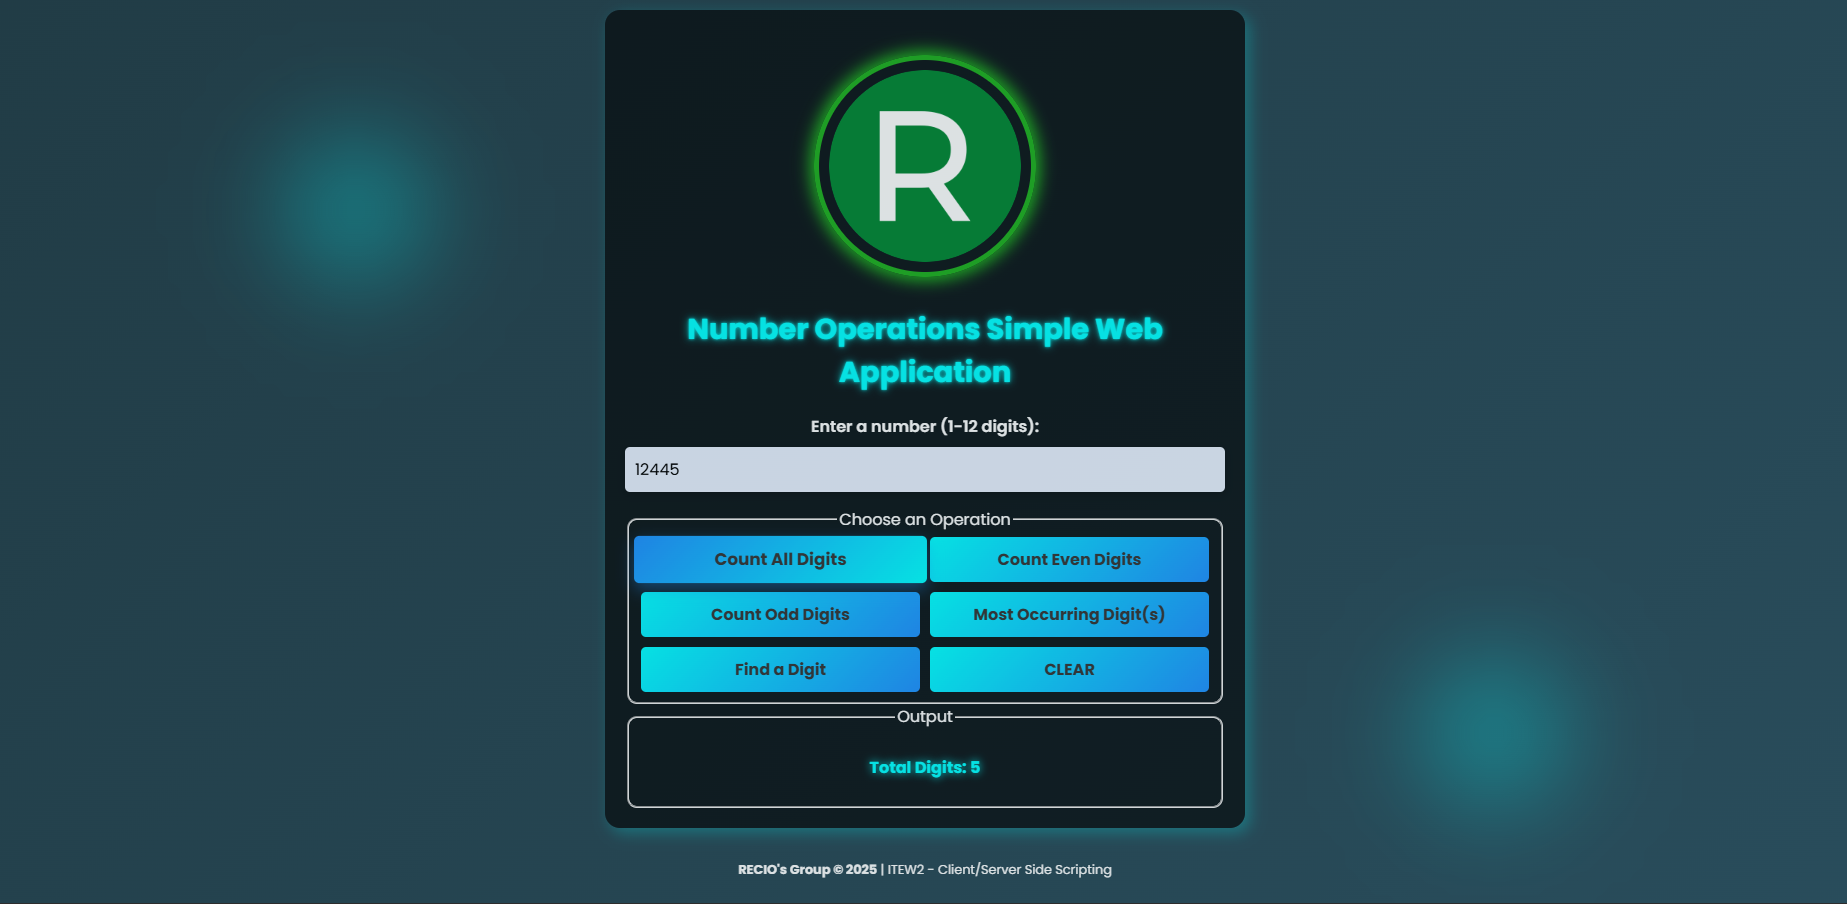 R
Number Operations Simple Web
Application
Enter a number (1-12 digits):
12445
Choose an Operation
Count All Digits
Count Even Digits
Count Odd Digits
Most Occurring Digit(s)
Find a Digit
CLEAR
Output
Total Digits: 5
RECIO's Group © 2025 | ITEW2 - Client/Server Side Scripting